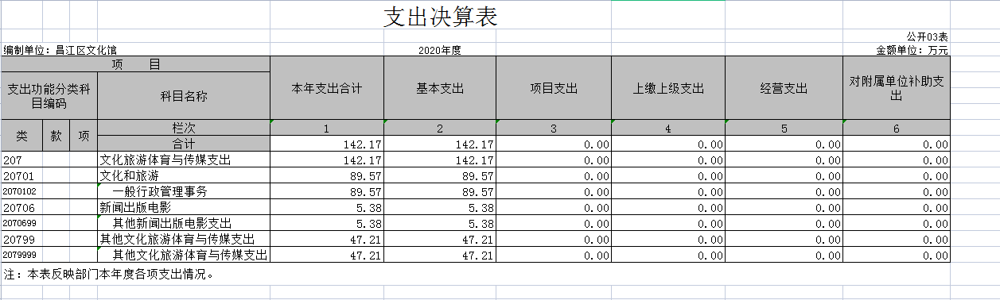 支出决算表
公开03表
编制单位：昌江区文化馆 2020年度 金额单位：万元
项 目 本年支出合计 基本支出 项目支出 上缴上级支出 经营支出 对附属单位补助支出
支出功能分类科目编码 科目名称
类 款 项 栏次 1 2 3 4 5 6
合计 142.17 142.17 0.00 0.00 0.00 0.00
207 文化旅游体育与传媒支出 142.17 142.17 0.00 0.00 0.00 0.00
20701 文化和旅游 89.57 89.57 0.00 0.00 0.00 0.00
2070102 一般行政管理事务 89.57 89.57 0.00 0.00 0.00 0.00
20706 新闻出版电影 5.38 5.38 0.00 0.00 0.00 0.00
2070699 其他新闻出版电影支出 5.38 5.38 0.00 0.00 0.00 0.00
20799 其他文化旅游体育与传媒支出 47.21 47.21 0.00 0.00 0.00 0.00
2079999 其他文化旅游体育与传媒支出 47.21 47.21 0.00 0.00 0.00 0.00
注：本表反映部门本年度各项支出情况。